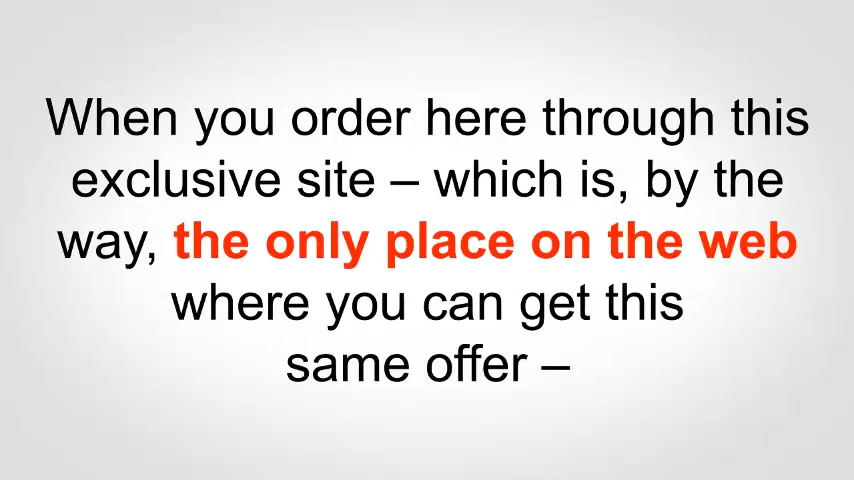 When you order here through this
exclusive site – which is, by the
way, the only place on the web
where you can get this
same offer –